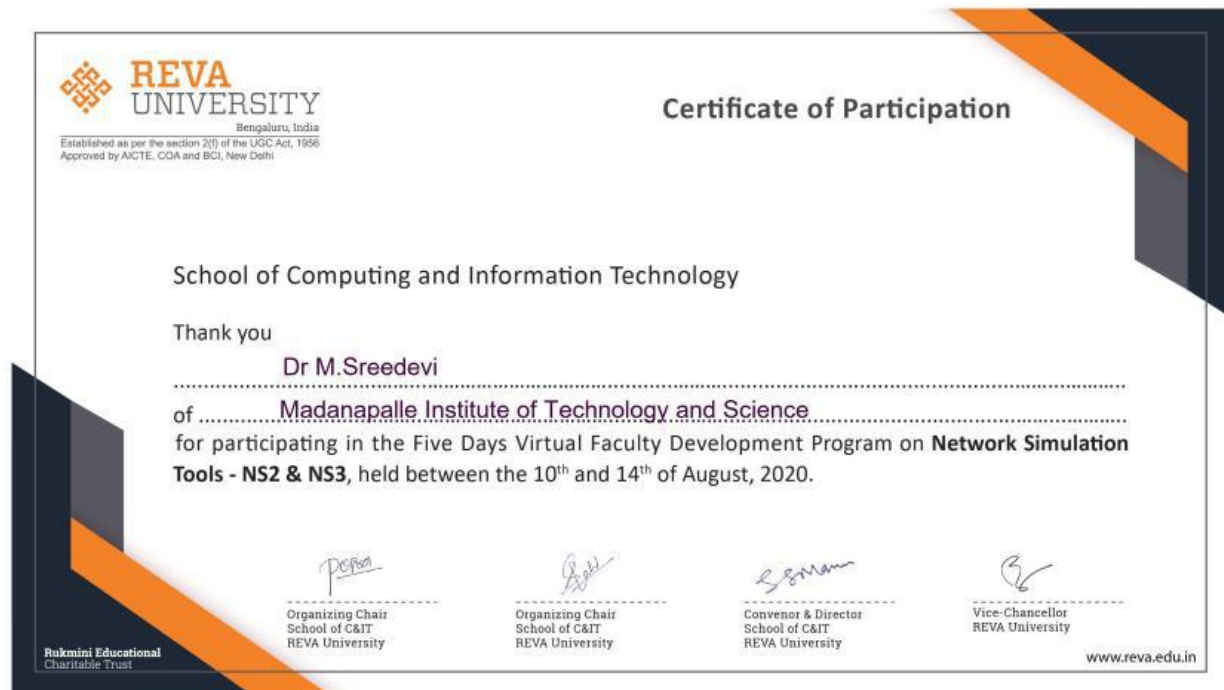 REVA
UNIVERSITY
Bengaluru, India
Established as per the section 2(f) of the UGC Act, 1956
Approved by AICTE, COA and BCI, New Delhi
Certificate of Participation
School of Computing and Information Technology
Thank you
Dr M.Sreedevi
of Madanapalle Institute of Technology and Science
for participating in the Five Days Virtual Faculty Development Program on Network Simulation
Tools - NS2 & NS3, held between the 10th and 14th of August, 2020.
Organizing Chair
School of C&IT
REVA University
Organizing Chair
School of C&IT
REVA University
Convenor & Director
School of C&IT
REVA University
Vice-Chancellor
REVA University
Rukmini Educational
Charitable Trust
www.reva.edu.in